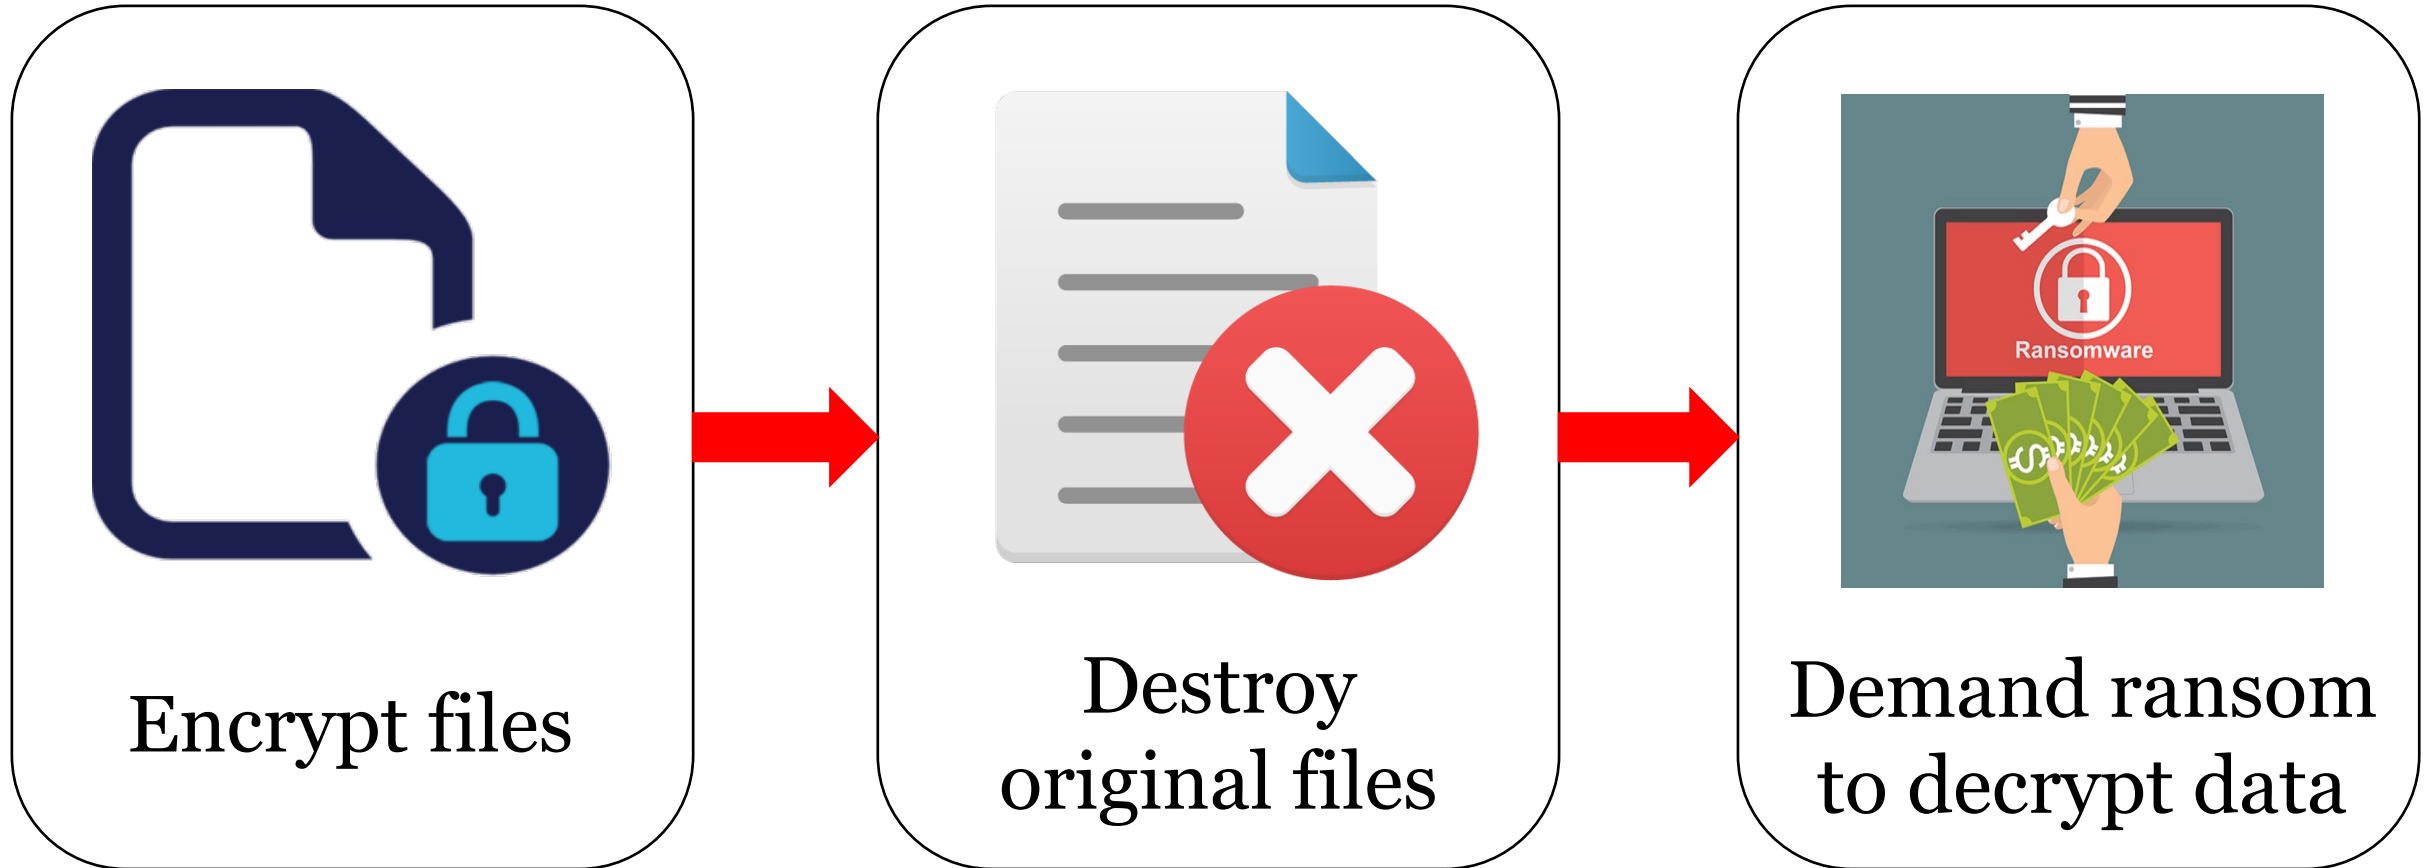 Encrypt files
Destroy
original files
Ransomware
Demand ransom
to decrypt data